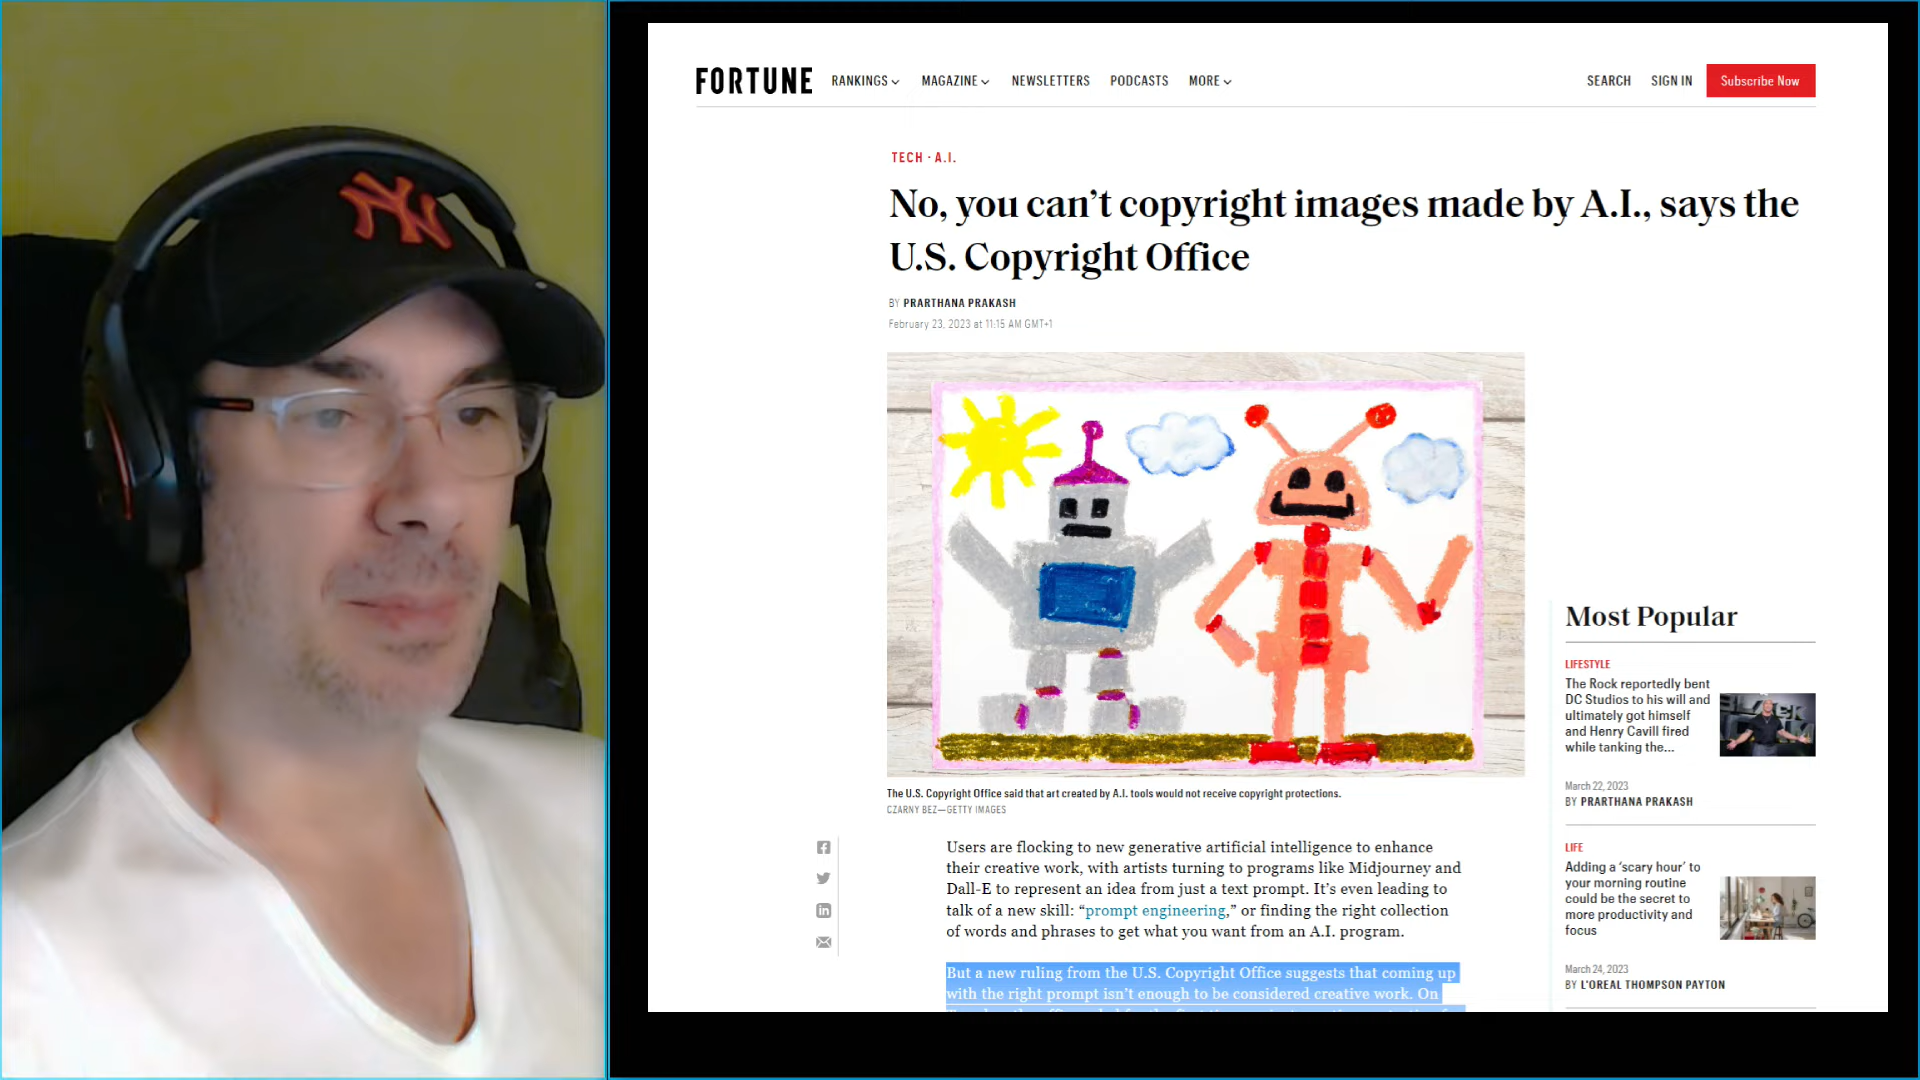 NY
FORTUNE RANKINGS MAGAZINE NEWSLETTERS PODCASTS MORE SEARCH SIGN IN Subscribe Now
TECH · A.I.
No, you can’t copyright images made by A.I., says the
U.S. Copyright Office
BY PRARTHANA PRAKASH
February 23, 2023 at 11:15 AM GMT+1
The U.S. Copyright Office said that art created by A.I. tools would not receive copyright protections.
CZARNY BEZ—GETTY IMAGES
Users are flocking to new generative artificial intelligence to enhance
their creative work, with artists turning to programs like Midjourney and
Dall-E to represent an idea from just a text prompt. It’s even leading to
talk of a new skill: “prompt engineering,” or finding the right collection
of words and phrases to get what you want from an A.I. program.
But a new ruling from the U.S. Copyright Office suggests that coming up
with the right prompt isn’t enough to be considered creative work. On
Most Popular
LIFESTYLE
The Rock reportedly bent
DC Studios to his will and
ultimately got himself
and Henry Cavill fired
while tanking the...
BLACK
March 22, 2023
BY PRARTHANA PRAKASH
LIFE
Adding a ‘scary hour’ to
your morning routine
could be the secret to
more productivity and
focus
March 24, 2023
BY L'OREAL THOMPSON PAYTON